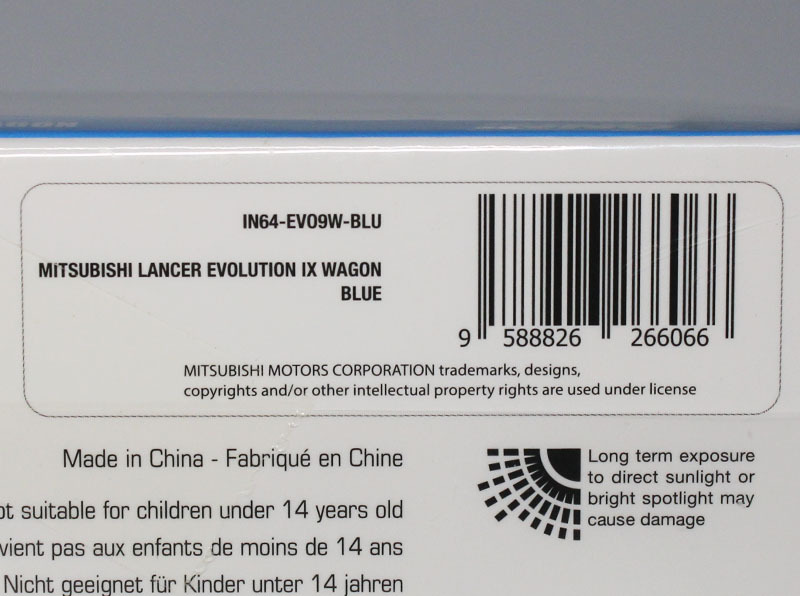 IN64-EVO9W-BLU
MITSUBISHI LANCER EVOLUTION IX WAGON
BLUE
9 588826 266066
MITSUBISHI MOTORS CORPORATION trademarks, designs,
copyrights and/or other intellectual property rights are used under license
Made in China - Fabriqué en Chine
suitable for children under 14 years old
pas aux enfants de moins de 14 ans
Nicht geeignet für Kinder unter 14 jahren
Long term exposure
to direct sunlight or
bright spotlight may
cause damage